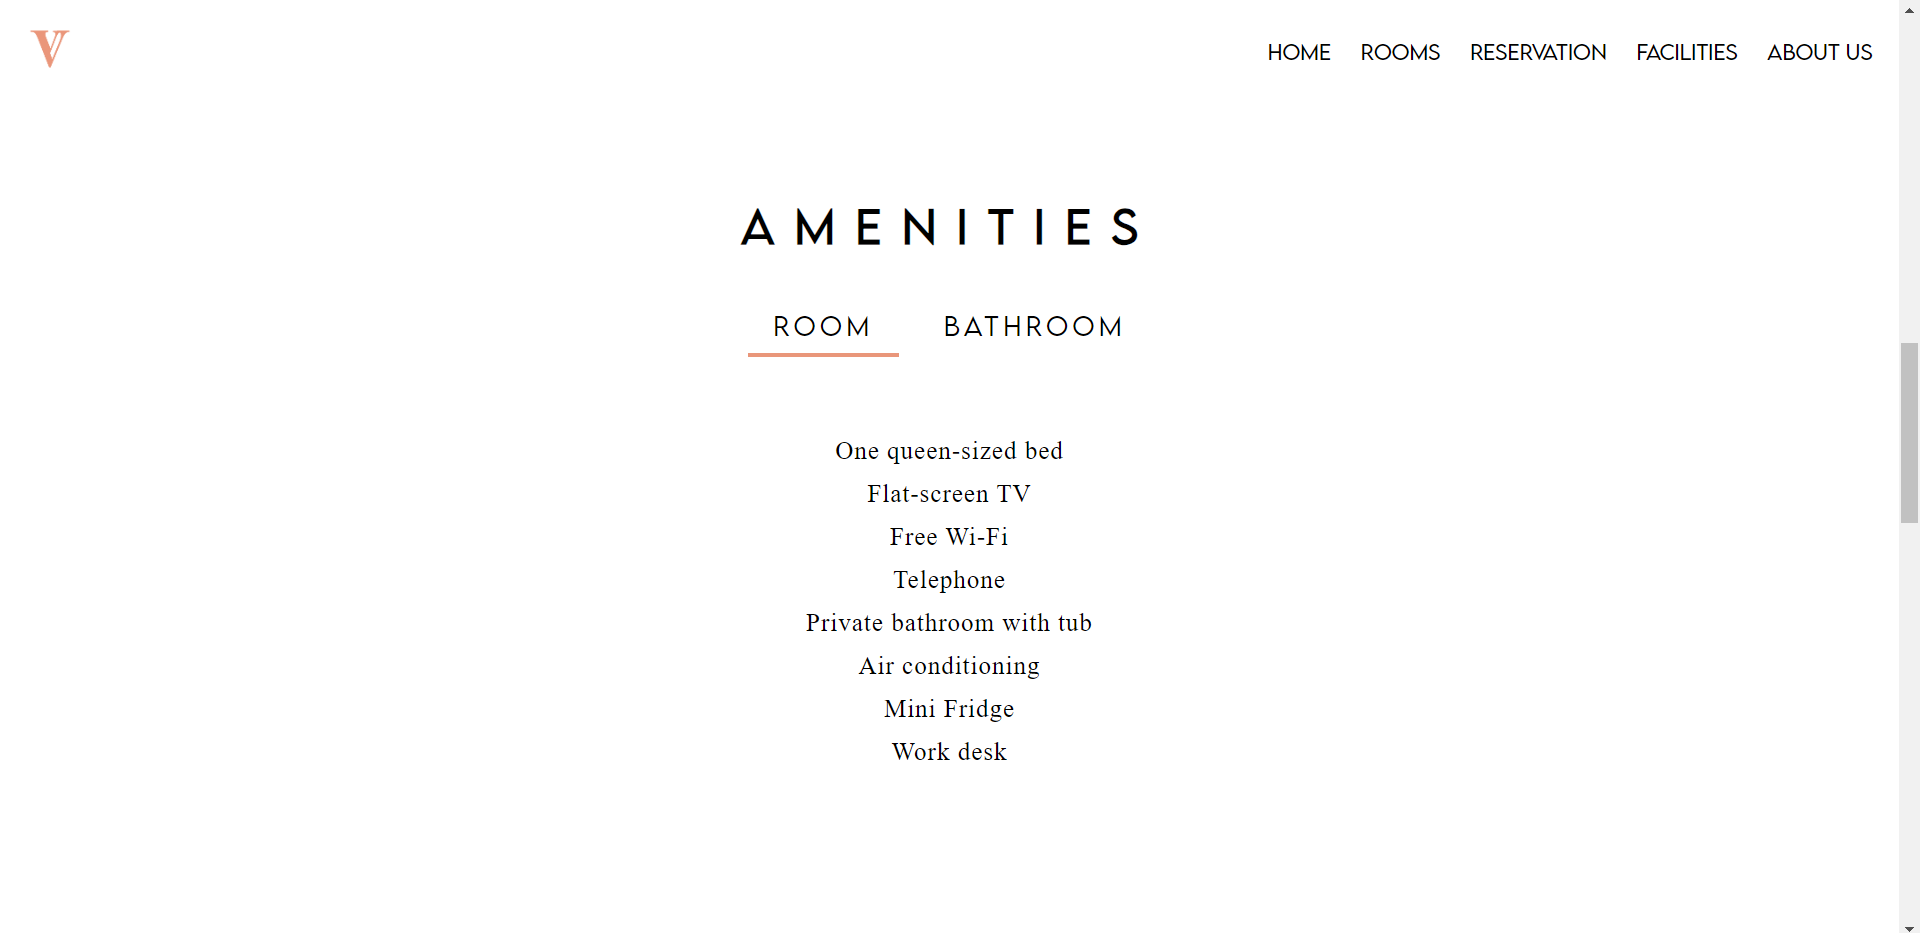 V
HOME ROOMS RESERVATION FACILITIES ABOUT US
AMENITIES
ROOM BATHROOM
One queen-sized bed
Flat-screen TV
Free Wi-Fi
Telephone
Private bathroom with tub
Air conditioning
Mini Fridge
Work desk